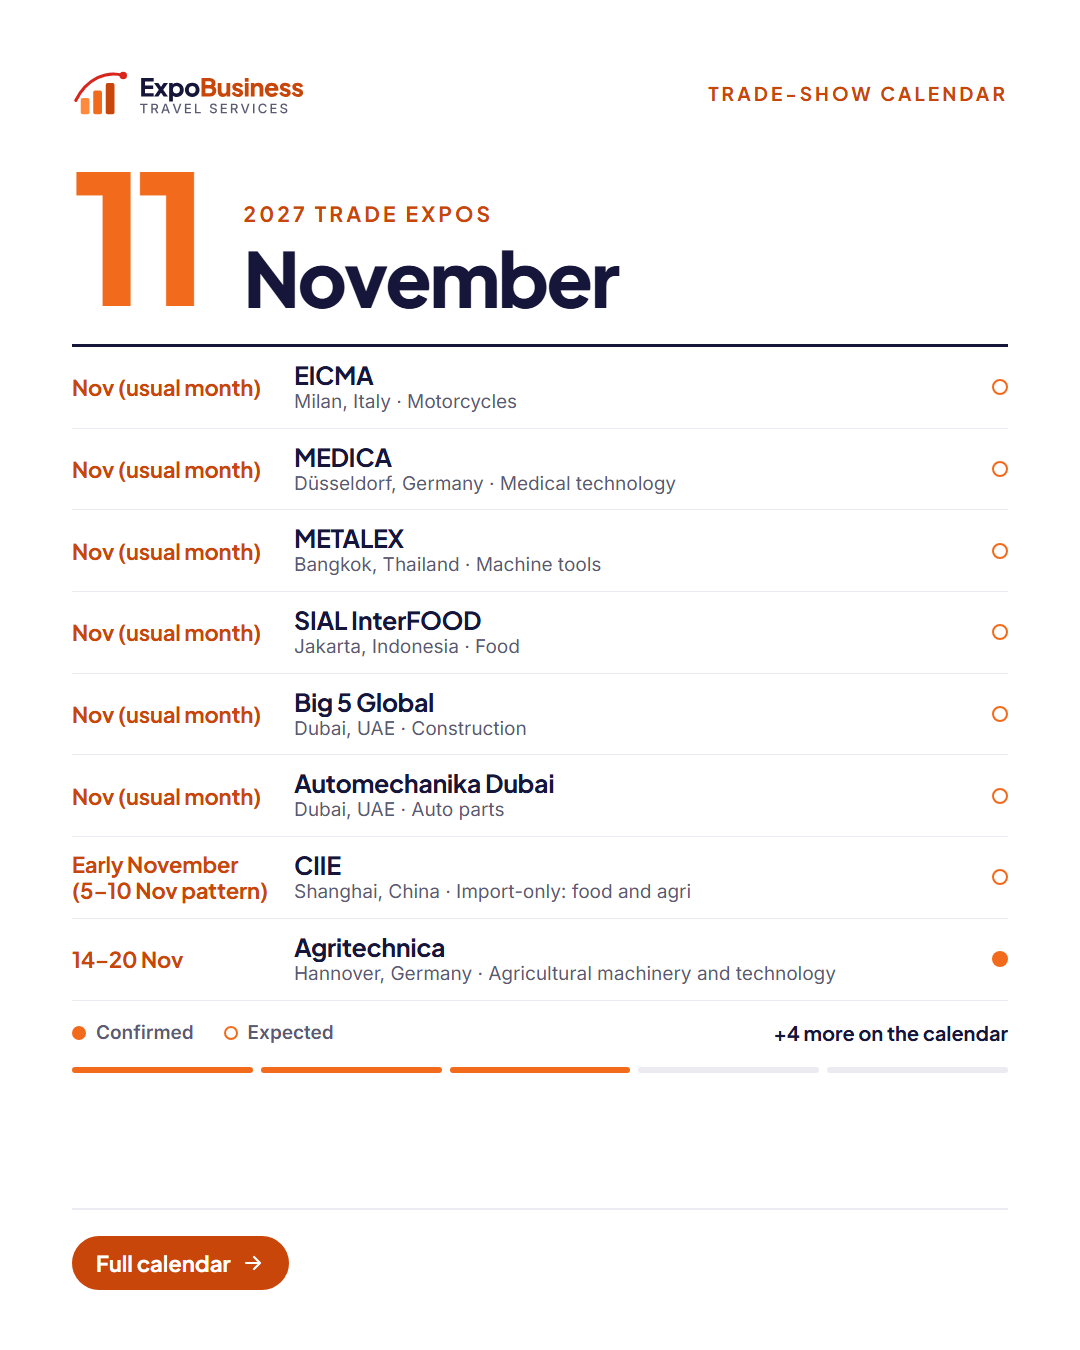 ExpoBusiness
TRAVEL SERVICES
TRADE-SHOW CALENDAR
11
2027 TRADE EXPOS
November
Nov (usual month)
EICMA
Milan, Italy · Motorcycles
Nov (usual month)
MEDICA
Düsseldorf, Germany · Medical technology
Nov (usual month)
METALEX
Bangkok, Thailand · Machine tools
Nov (usual month)
SIAL InterFOOD
Jakarta, Indonesia · Food
Nov (usual month)
Big 5 Global
Dubai, UAE · Construction
Nov (usual month)
Automechanika Dubai
Dubai, UAE · Auto parts
Early November
(5–10 Nov pattern)
CIIE
Shanghai, China · Import-only: food and agri
14–20 Nov
Agritechnica
Hannover, Germany · Agricultural machinery and technology
Confirmed
Expected
+4 more on the calendar
Full calendar →